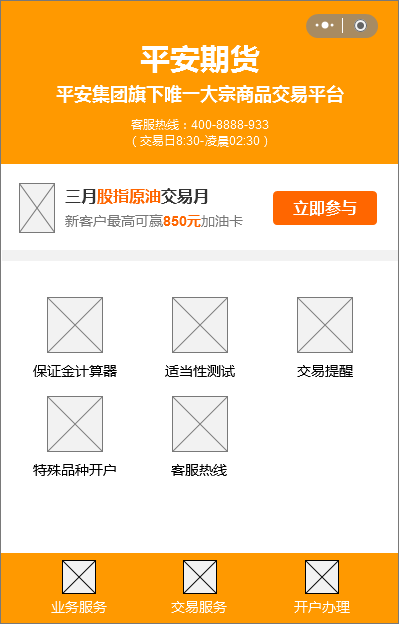 平安期货
平安集团旗下唯一大宗商品交易平台
客服热线：400-8888-933
（交易日8:30-凌晨02:30）
三月股指原油交易月
新客户最高可赢850元加油卡
立即参与
保证金计算器
适当性测试
交易提醒
特殊品种开户
客服热线
业务服务
交易服务
开户办理